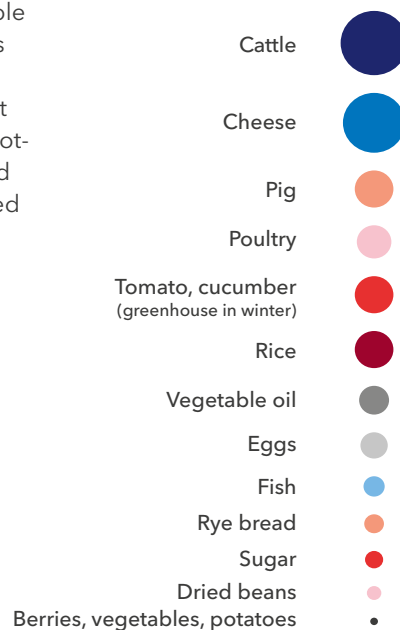 Cattle
Cheese
Pig
Poultry
Tomato, cucumber
(greenhouse in winter)
Rice
Vegetable oil
Eggs
Fish
Rye bread
Sugar
Dried beans
Berries, vegetables, potatoes